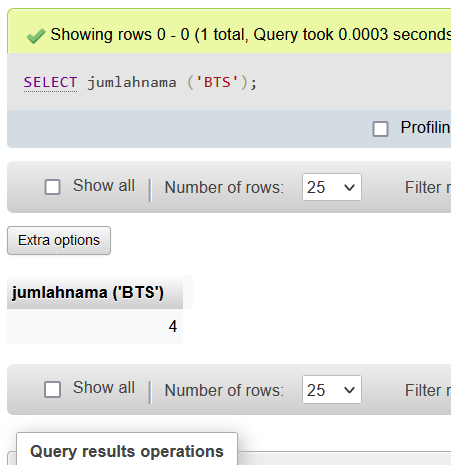 Showing rows 0 - 0 (1 total, Query took 0.0003 seconds
SELECT jumlahnama ('BTS');
Profilin
Show all | Number of rows: 25 Filter r
Extra options
jumlahnama ('BTS')
4
Show all | Number of rows: 25 Filter r
Query results operations